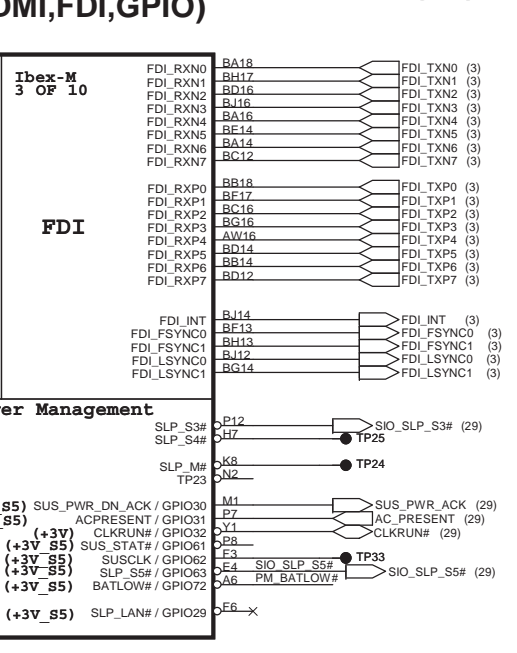 DMI,FDI,GPIO)
Ibex-M
3 OF 10
FDI
FDI_RXN0 BA18 FDI_TXN0 (3)
FDI_RXN1 BH17 FDI_TXN1 (3)
FDI_RXN2 BD16 FDI_TXN2 (3)
FDI_RXN3 BJ16 FDI_TXN3 (3)
FDI_RXN4 BA16 FDI_TXN4 (3)
FDI_RXN5 BE14 FDI_TXN5 (3)
FDI_RXN6 BA14 FDI_TXN6 (3)
FDI_RXN7 BC12 FDI_TXN7 (3)
FDI_RXP0 BB18 FDI_TXP0 (3)
FDI_RXP1 BF17 FDI_TXP1 (3)
FDI_RXP2 BC16 FDI_TXP2 (3)
FDI_RXP3 BG16 FDI_TXP3 (3)
FDI_RXP4 AW16 FDI_TXP4 (3)
FDI_RXP5 BD14 FDI_TXP5 (3)
FDI_RXP6 BB14 FDI_TXP6 (3)
FDI_RXP7 BD12 FDI_TXP7 (3)
FDI_INT BJ14 FDI_INT (3)
FDI_FSYNC0 BF13 FDI_FSYNC0 (3)
FDI_FSYNC1 BH13 FDI_FSYNC1 (3)
FDI_LSYNC0 BJ12 FDI_LSYNC0 (3)
FDI_LSYNC1 BG14 FDI_LSYNC1 (3)
er Management
SLP_S3# P12 SIO_SLP_S3# (29)
SLP_S4# H7 TP25
SLP_M# K8 TP24
TP23 N2
S5) SUS_PWR_DN_ACK / GPIO30 M1 SUS_PWR_ACK (29)
S5) ACPRESENT / GPIO31 P7 AC_PRESENT (29)
(+3V) CLKRUN# / GPIO32 Y1 CLKRUN# (29)
(+3V_S5) SUS_STAT# / GPIO61 P8
(+3V_S5) SUSCLK / GPIO62 F3 TP33
(+3V_S5) SLP_S5# / GPIO63 E4 SIO_SLP_S5# SIO_SLP_S5# (29)
(+3V_S5) BATLOW# / GPIO72 A6 PM_BATLOW#
(+3V_S5) SLP_LAN# / GPIO29 F6